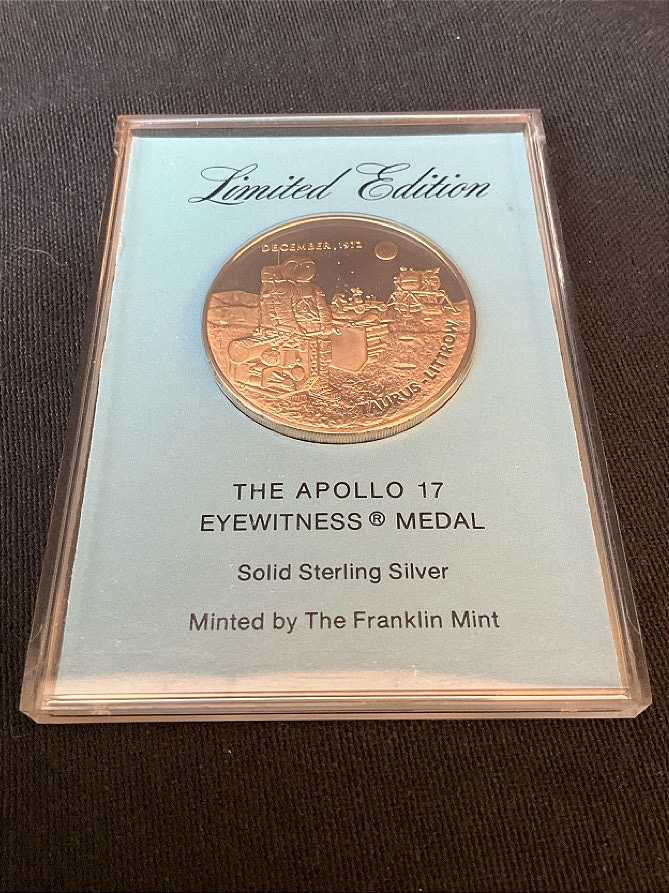 Limited Edition
DECEMBER, 1972
TAURUS-LITTROW
THE APOLLO 17
EYEWITNESS® MEDAL
Solid Sterling Silver
Minted by The Franklin Mint